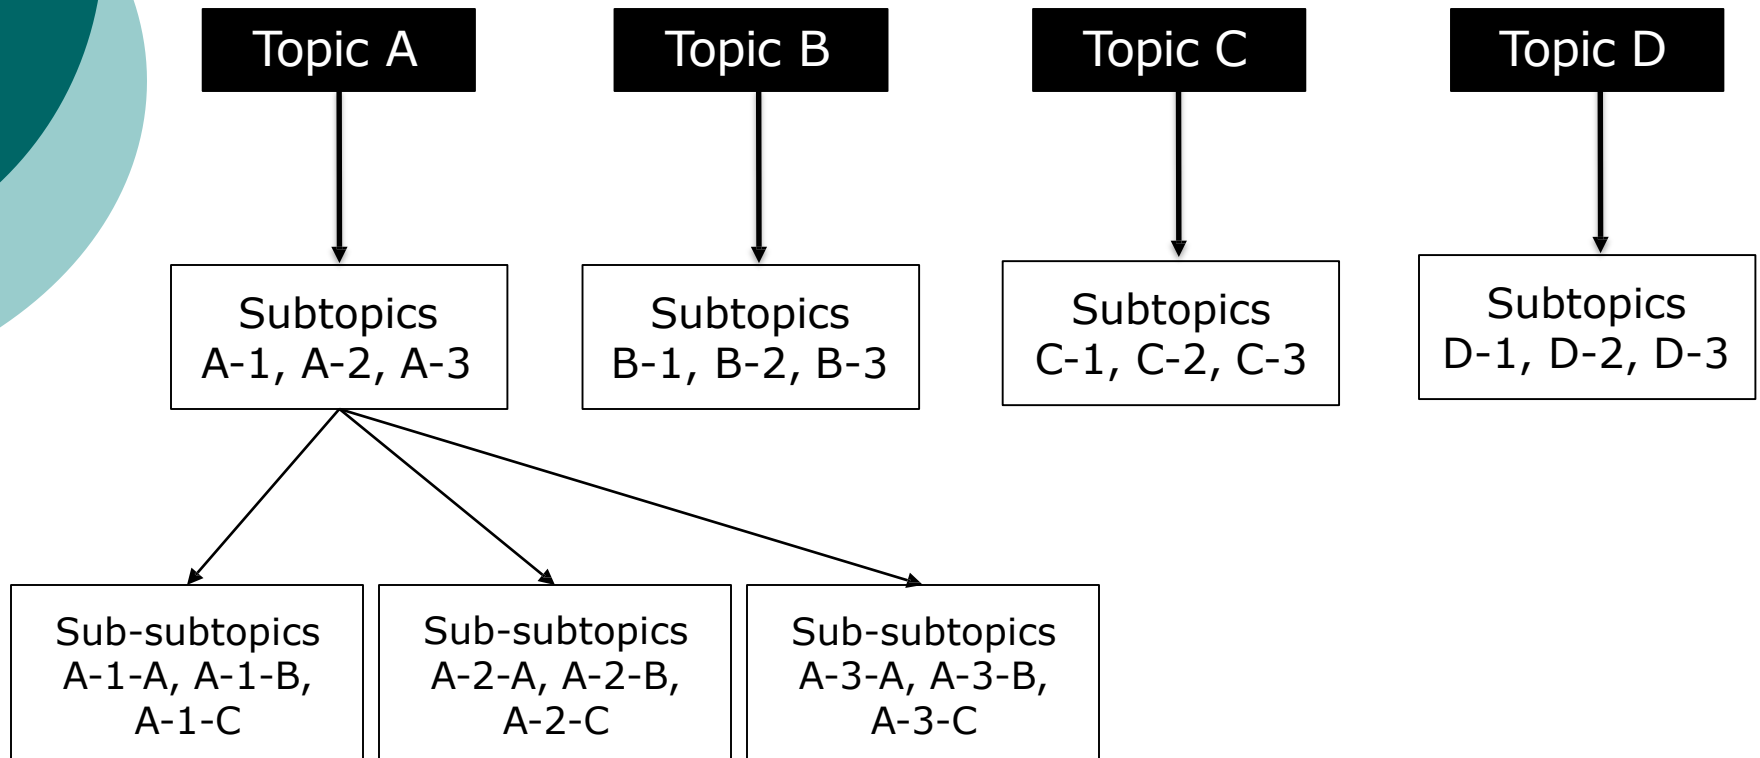 Topic A
Topic B
Topic C
Topic D
Subtopics
A-1, A-2, A-3
Subtopics
B-1, B-2, B-3
Subtopics
C-1, C-2, C-3
Subtopics
D-1, D-2, D-3
Sub-subtopics
A-1-A, A-1-B,
A-1-C
Sub-subtopics
A-2-A, A-2-B,
A-2-C
Sub-subtopics
A-3-A, A-3-B,
A-3-C